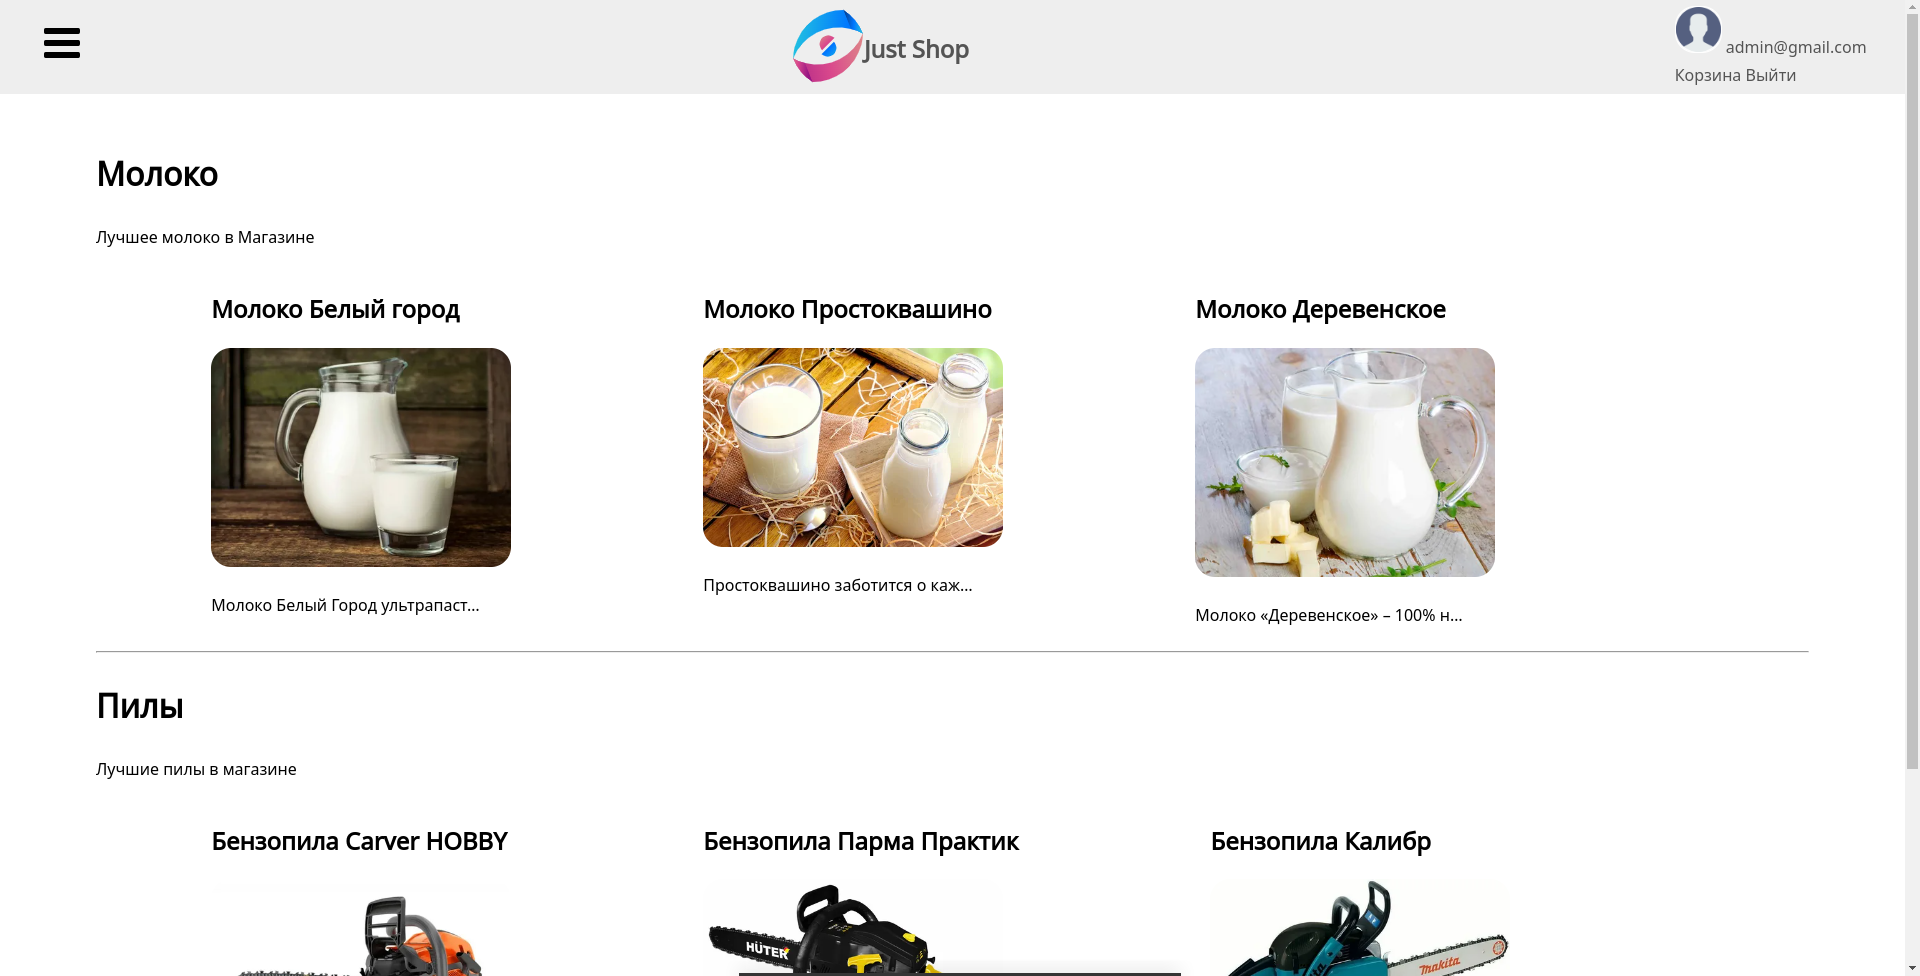 Just Shop
admin@gmail.com
Корзина Выйти
Молоко
Лучшее молоко в Магазине
Молоко Белый город
Молоко Простоквашино
Молоко Деревенское
Молоко Белый Город ультрапаст...
Простоквашино заботится о каж...
Молоко «Деревенское» – 100% н...
Пилы
Лучшие пилы в магазине
Бензопила Carver HOBBY
Бензопила Парма Практик
Бензопила Калибр
HÜTER
makita